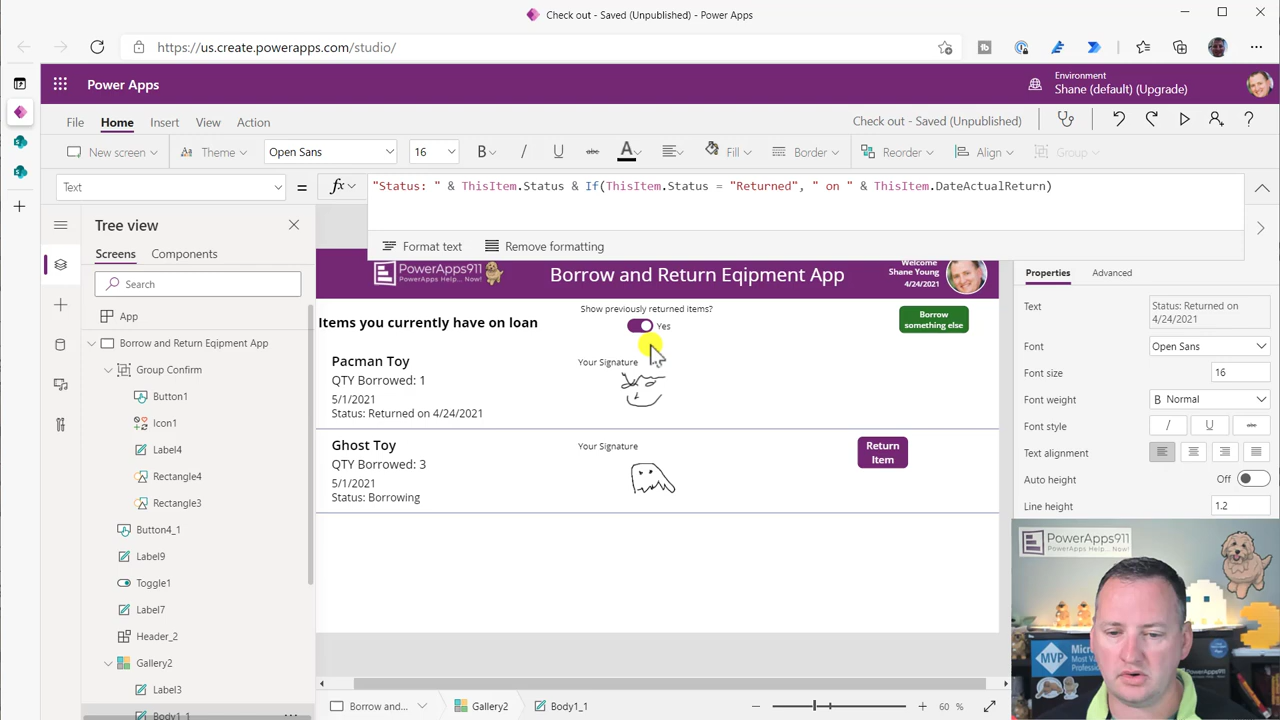 Check out - Saved (Unpublished) - Power Apps
https://us.create.powerapps.com/studio/
Power Apps
Environment
Shane (default) (Upgrade)
File Home Insert View Action
Check out - Saved (Unpublished)
New screen Theme Open Sans 16 B / U abc A Fill Border Reorder Align Group
Text = fx "Status: " & ThisItem.Status & If(ThisItem.Status = "Returned", " on " & ThisItem.DateActualReturn)
Format text Remove formatting
Tree view
Screens Components
Search
App
Borrow and Return Eqipment App
Group Confirm
Button1
Icon1
Label4
Rectangle4
Rectangle3
Button4_1
Label9
Toggle1
Label7
Header_2
Gallery2
Label3
Body1_1
PowerApps911
PowerApps Help... Now!
Borrow and Return Eqipment App
Welcome
Shane Young
4/24/2021
Items you currently have on loan
Show previously returned items?
Yes
Borrow
something else
Pacman Toy
QTY Borrowed: 1
5/1/2021
Status: Returned on 4/24/2021
Your Signature
Ghost Toy
QTY Borrowed: 3
5/1/2021
Status: Borrowing
Your Signature
Return
Item
Properties Advanced
Text Status: Returned on
4/24/2021
Font Open Sans
Font size 16
Font weight B Normal
Font style / U abc
Text alignment
Auto height Off
Line height 1.2
PowerApps911
PowerApps Help... Now!
MVP
Borrow and... Gallery2 Body1_1
60 %